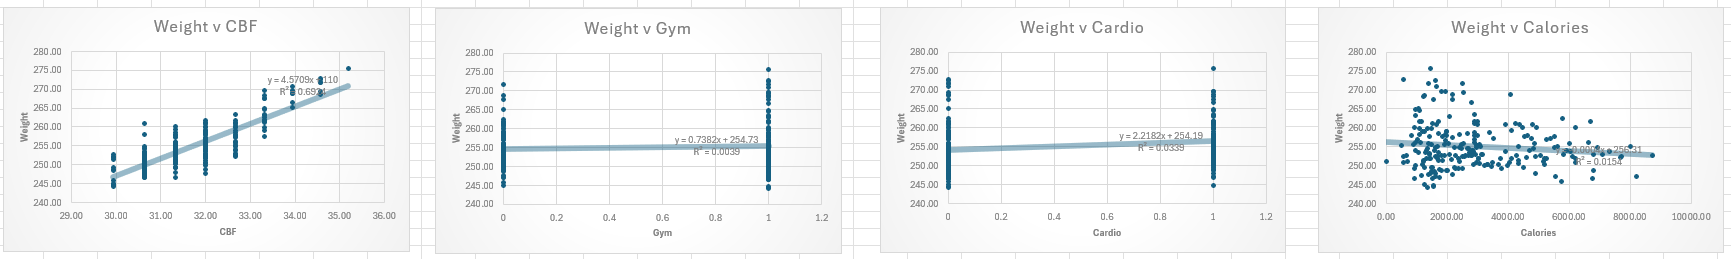 Weight v CBF
280.00
275.00
270.00
265.00
260.00
255.00
250.00
245.00
240.00
29.00 30.00 31.00 32.00 33.00 34.00 35.00 36.00
CBF
Weight
Weight v Gym
280.00
275.00
270.00
265.00
260.00
255.00
250.00
245.00
240.00
y = 0.7382x + 254.73
R² = 0.0039
0 0.2 0.4 0.6 0.8 1 1.2
Gym
Weight
Weight v Cardio
280.00
275.00
270.00
265.00
260.00
255.00
250.00
245.00
240.00
y = 2.2182x + 254.19
R² = 0.0335
0 0.2 0.4 0.6 0.8 1 1.2
Cardio
Weight
Weight v Calories
280.00
275.00
270.00
265.00
260.00
255.00
250.00
245.00
240.00
R² = 0.0154
0.00 2000.00 4000.00 6000.00 8000.00 10000.00
Calories
Weight